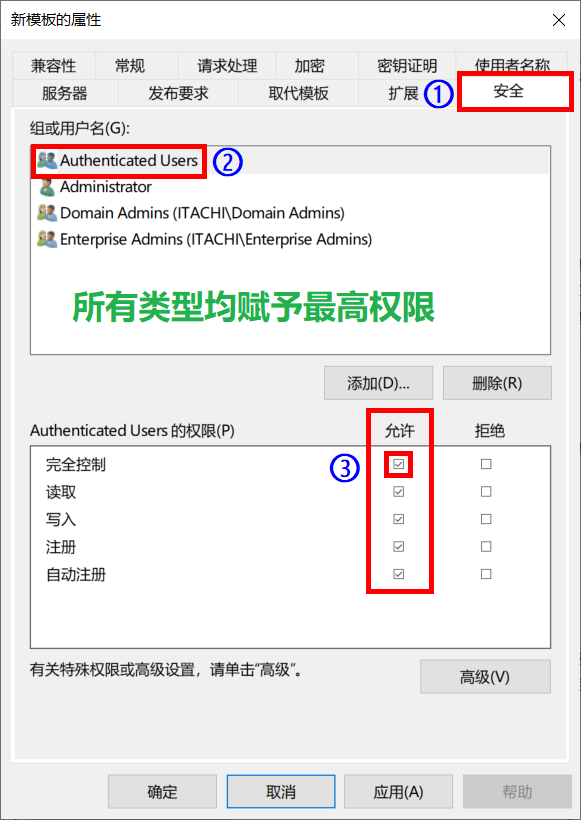 新模板的属性
兼容性 常规 请求处理 加密 密钥证明 使用者名称
服务器 发布要求 取代模板 扩展 ① 安全
组或用户名(G):
Authenticated Users ②
Administrator
Domain Admins (ITACHI\Domain Admins)
Enterprise Admins (ITACHI\Enterprise Admins)
所有类型均赋予最高权限
添加(D)... 删除(R)
Authenticated Users 的权限(P) 允许 拒绝
完全控制 ③
读取
写入
注册
自动注册
有关特殊权限或高级设置，请单击“高级”。
高级(V)
确定 取消 应用(A) 帮助